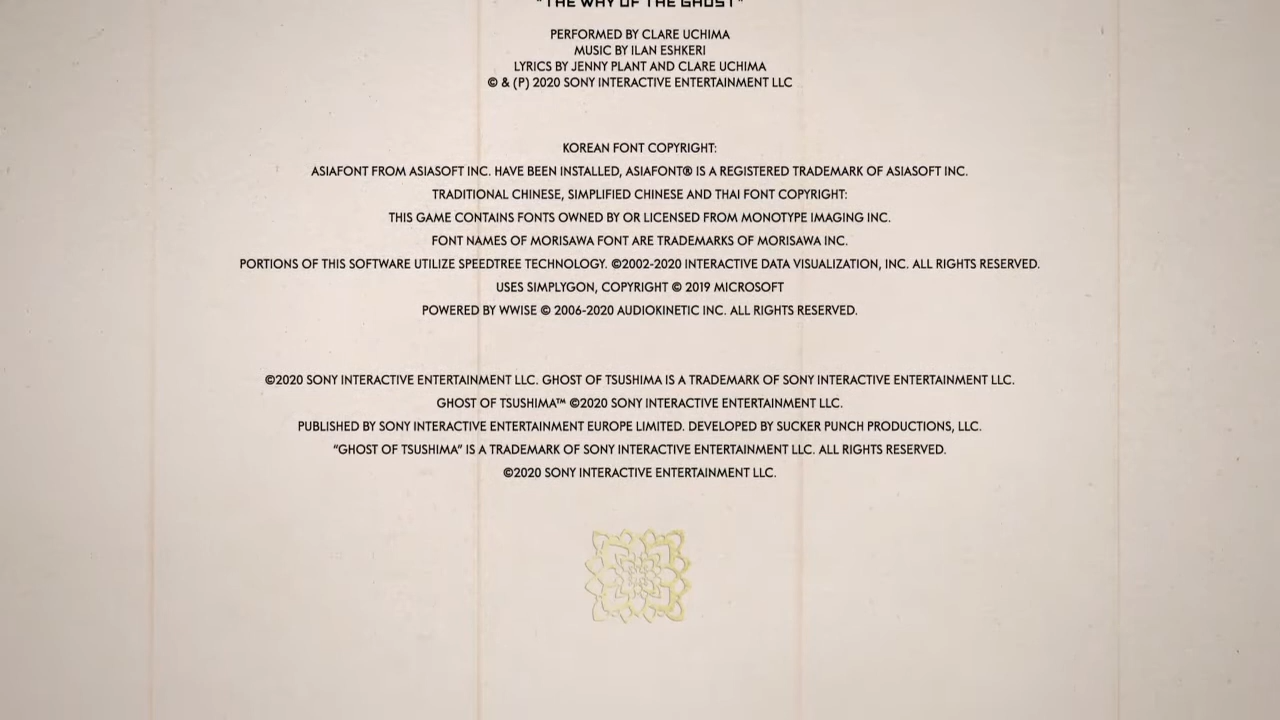 "THE WAY OF THE GHOST"
PERFORMED BY CLARE UCHIMA
MUSIC BY ILAN ESHKERI
LYRICS BY JENNY PLANT AND CLARE UCHIMA
© & (P) 2020 SONY INTERACTIVE ENTERTAINMENT LLC
KOREAN FONT COPYRIGHT:
ASIAFONT FROM ASIASOFT INC. HAVE BEEN INSTALLED, ASIAFONT® IS A REGISTERED TRADEMARK OF ASIASOFT INC.
TRADITIONAL CHINESE, SIMPLIFIED CHINESE AND THAI FONT COPYRIGHT:
THIS GAME CONTAINS FONTS OWNED BY OR LICENSED FROM MONOTYPE IMAGING INC.
FONT NAMES OF MORISAWA FONT ARE TRADEMARKS OF MORISAWA INC.
PORTIONS OF THIS SOFTWARE UTILIZE SPEEDTREE TECHNOLOGY. ©2002-2020 INTERACTIVE DATA VISUALIZATION, INC. ALL RIGHTS RESERVED.
USES SIMPLYGON, COPYRIGHT © 2019 MICROSOFT
POWERED BY WWISE © 2006-2020 AUDIOKINETIC INC. ALL RIGHTS RESERVED.
©2020 SONY INTERACTIVE ENTERTAINMENT LLC. GHOST OF TSUSHIMA IS A TRADEMARK OF SONY INTERACTIVE ENTERTAINMENT LLC.
GHOST OF TSUSHIMA™ ©2020 SONY INTERACTIVE ENTERTAINMENT LLC.
PUBLISHED BY SONY INTERACTIVE ENTERTAINMENT EUROPE LIMITED. DEVELOPED BY SUCKER PUNCH PRODUCTIONS, LLC.
“GHOST OF TSUSHIMA” IS A TRADEMARK OF SONY INTERACTIVE ENTERTAINMENT LLC. ALL RIGHTS RESERVED.
©2020 SONY INTERACTIVE ENTERTAINMENT LLC.